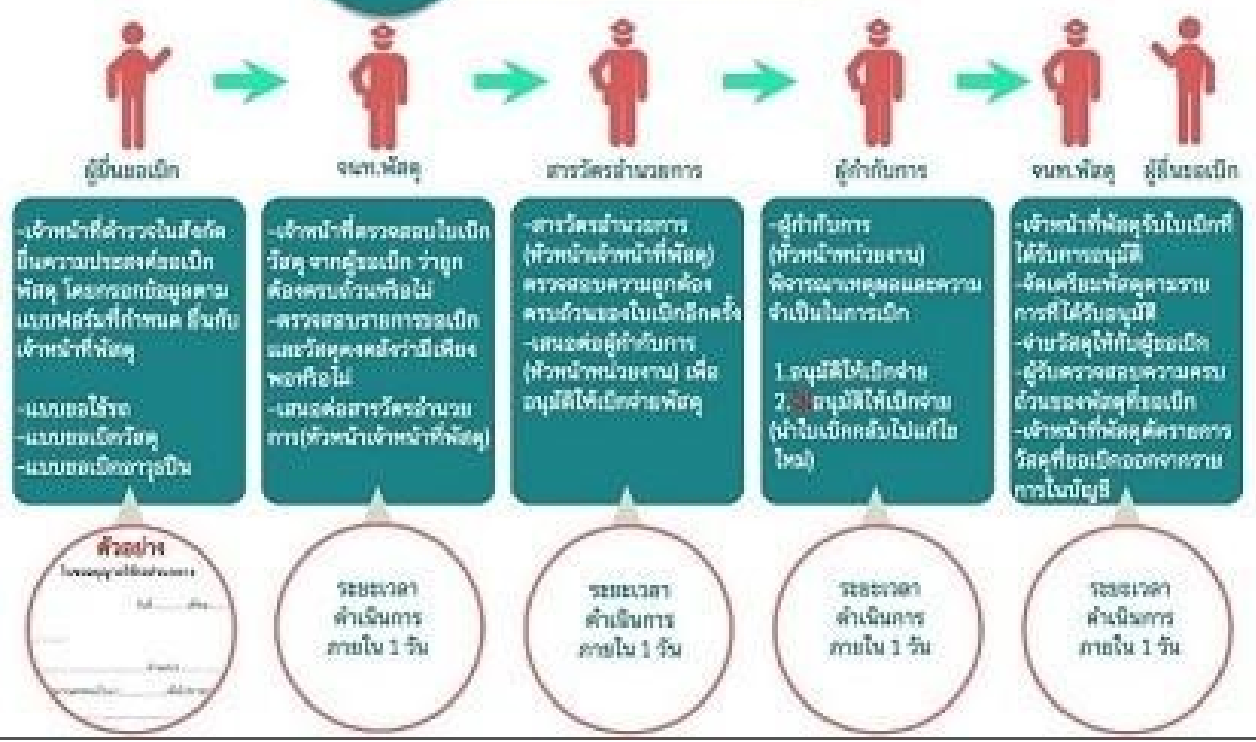 ผู้ยื่นขอเบิก
จนท.พัสดุ
สารวัตรอำนวยการ
ผู้กำกับการ
จนท.พัสดุ
ผู้ยื่นขอเบิก
-เจ้าหน้าที่ตำรวจในสังกัด
ยื่นความประสงค์ขอเบิก
พัสดุ โดยกรอกข้อมูลตาม
แบบฟอร์มที่กำหนด ยื่นกับ
เจ้าหน้าที่พัสดุ
-แบบขอใช้รถ
-แบบขอเบิกวัสดุ
-แบบขอเบิกอาวุธปืน
-เจ้าหน้าที่ตรวจสอบใบเบิก
วัสดุ จากผู้ขอเบิก ว่าถูก
ต้องครบถ้วนหรือไม่
-ตรวจสอบรายการขอเบิก
และวัสดุคงคลังว่ามีเพียง
พอหรือไม่
-เสนอต่อสารวัตรอำนวย
การ(หัวหน้าเจ้าหน้าที่พัสดุ)
-สารวัตรอำนวยการ
(หัวหน้าเจ้าหน้าที่พัสดุ)
ตรวจสอบความถูกต้อง
ครบถ้วนของใบเบิกอีกครั้ง
-เสนอต่อผู้กำกับการ
(หัวหน้าหน่วยงาน) เพื่อ
อนุมัติให้เบิกจ่ายพัสดุ
-ผู้กำกับการ
(หัวหน้าหน่วยงาน)
พิจารณาเหตุผลและความ
จำเป็นในการเบิก
1.อนุมัติให้เบิกจ่าย
2.อนุมัติให้เบิกจ่าย
(นำใบเบิกกลับไปแก้ไข
ใหม่)
-เจ้าหน้าที่พัสดุรับใบเบิกที่
ได้รับการอนุมัติ
-จัดเตรียมพัสดุตามราย
การที่ได้รับอนุมัติ
-จ่ายวัสดุให้กับผู้ขอเบิก
-ผู้รับตรวจสอบความครบ
ถ้วนของพัสดุที่ขอเบิก
-เจ้าหน้าที่พัสดุตัดรายการ
วัสดุที่ขอเบิกออกจากราย
การในบัญชี
ตัวอย่าง
ระยะเวลา
ดำเนินการ
ภายใน 1 วัน
ระยะเวลา
ดำเนินการ
ภายใน 1 วัน
ระยะเวลา
ดำเนินการ
ภายใน 1 วัน
ระยะเวลา
ดำเนินการ
ภายใน 1 วัน